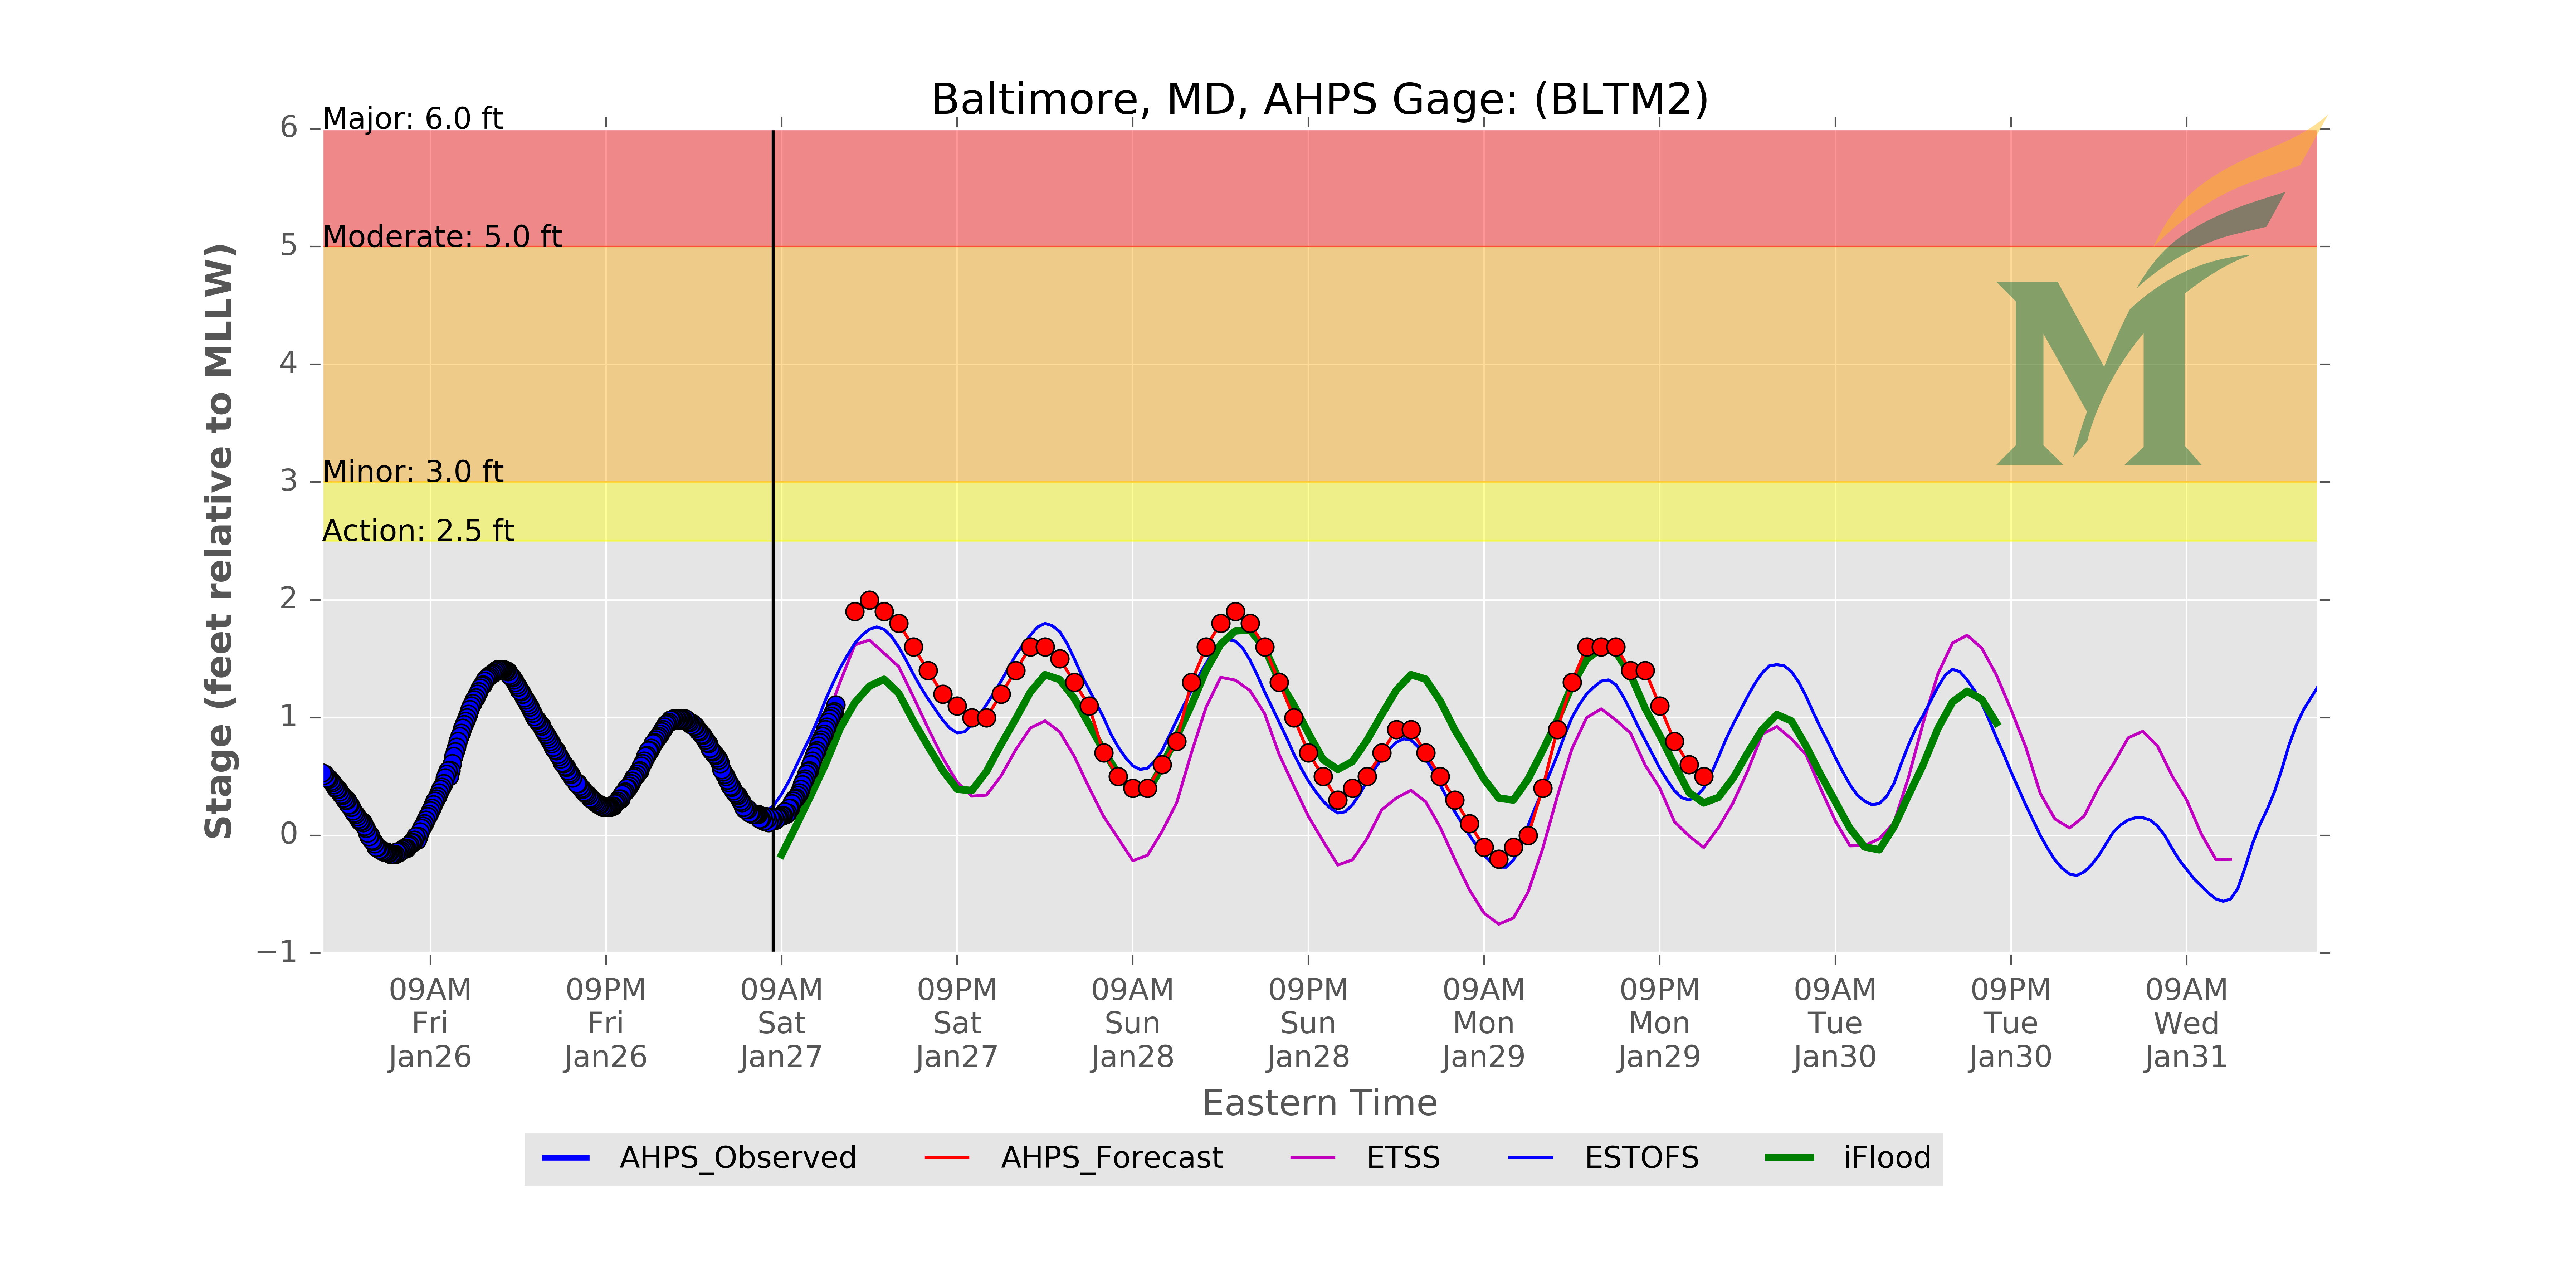 Baltimore, MD, AHPS Gage: (BLTM2)
Major: 6.0 ft
Moderate: 5.0 ft
Minor: 3.0 ft
Action: 2.5 ft
6
5
4
3
2
1
0
−1
Stage (feet relative to MLLW)
09AM 09PM 09AM 09PM 09AM 09PM 09AM 09PM 09AM 09PM 09AM
Fri Fri Sat Sat Sun Sun Mon Mon Tue Tue Wed
Jan26 Jan26 Jan27 Jan27 Jan28 Jan28 Jan29 Jan29 Jan30 Jan30 Jan31
Eastern Time
AHPS_Observed AHPS_Forecast ETSS ESTOFS iFlood